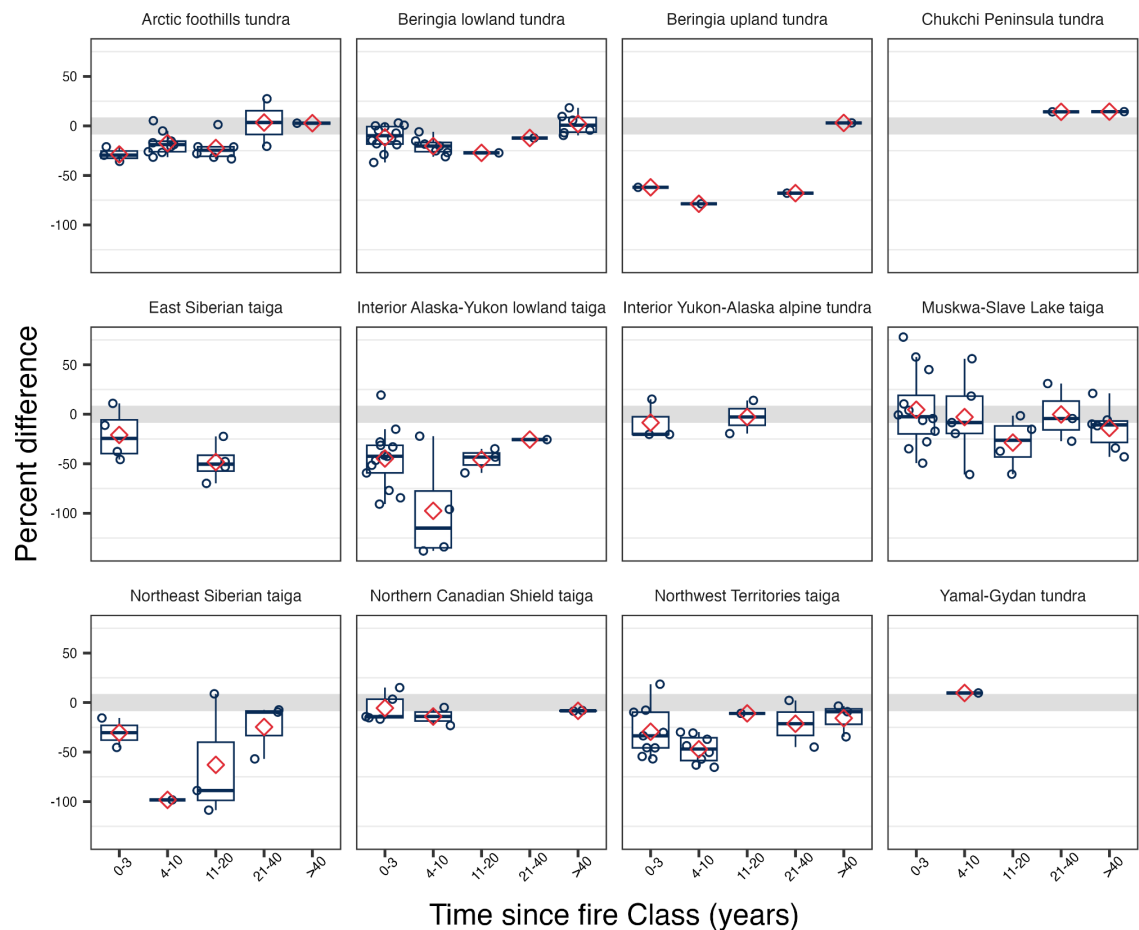 Arctic foothills tundra
Beringia lowland tundra
Beringia upland tundra
Chukchi Peninsula tundra
50
0
-50
-100
East Siberian taiga
Interior Alaska-Yukon lowland taiga
Interior Yukon-Alaska alpine tundra
Muskwa-Slave Lake taiga
50
0
-50
-100
Percent difference
Northeast Siberian taiga
Northern Canadian Shield taiga
Northwest Territories taiga
Yamal-Gydan tundra
50
0
-50
-100
0-3
4-10
11-20
21-40
>40
0-3
4-10
11-20
21-40
>40
0-3
4-10
11-20
21-40
>40
0-3
4-10
11-20
21-40
>40
Time since fire Class (years)